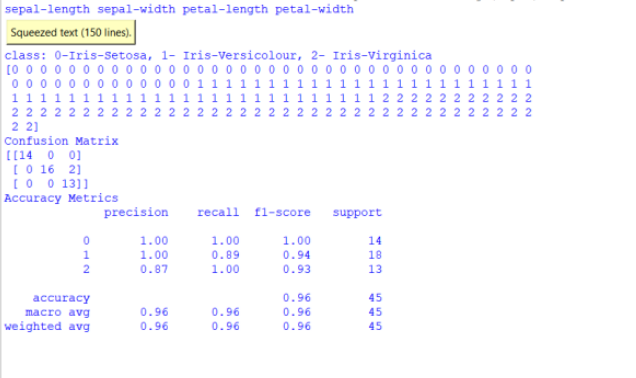 sepal-length sepal-width petal-length petal-width
Squeezed text (150 lines).
class: 0-Iris-Setosa, 1- Iris-Versicolour, 2- Iris-Virginica
[0 0 0 0 0 0 0 0 0 0 0 0 0 0 0 0 0 0 0 0 0 0 0 0 0 0 0 0 0 0 0 0 0 0 0 0 0
0 0 0 0 0 0 0 0 0 0 0 0 0 1 1 1 1 1 1 1 1 1 1 1 1 1 1 1 1 1 1 1 1 1 1 1 1
1 1 1 1 1 1 1 1 1 1 1 1 1 1 1 1 1 1 1 1 1 1 1 1 1 1 2 2 2 2 2 2 2 2 2 2 2
2 2 2 2 2 2 2 2 2 2 2 2 2 2 2 2 2 2 2 2 2 2 2 2 2 2 2 2 2 2 2 2 2 2 2 2 2
2 2]
Confusion Matrix
[[14 0 0]
[ 0 16 2]
[ 0 0 13]]
Accuracy Metrics
precision recall f1-score support
0 1.00 1.00 1.00 14
1 1.00 0.89 0.94 18
2 0.87 1.00 0.93 13
accuracy 0.96 45
macro avg 0.96 0.96 0.96 45
weighted avg 0.96 0.96 0.96 45